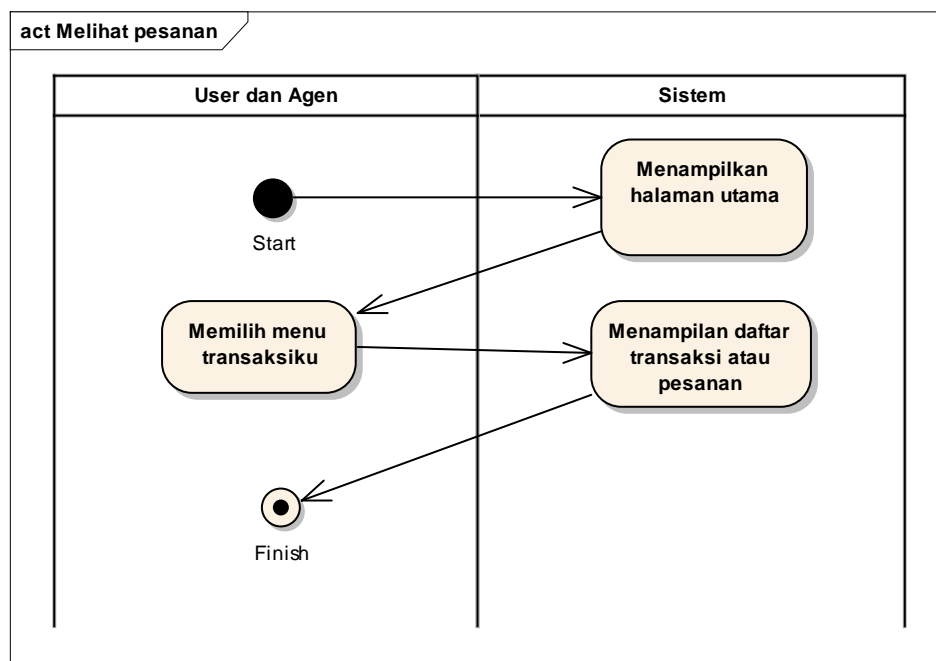 act Melihat pesanan
User dan Agen
Sistem
Menampilkan
halaman utama
Start
Memilih menu
transaksiku
Menampilan daftar
transaksi atau
pesanan
Finish